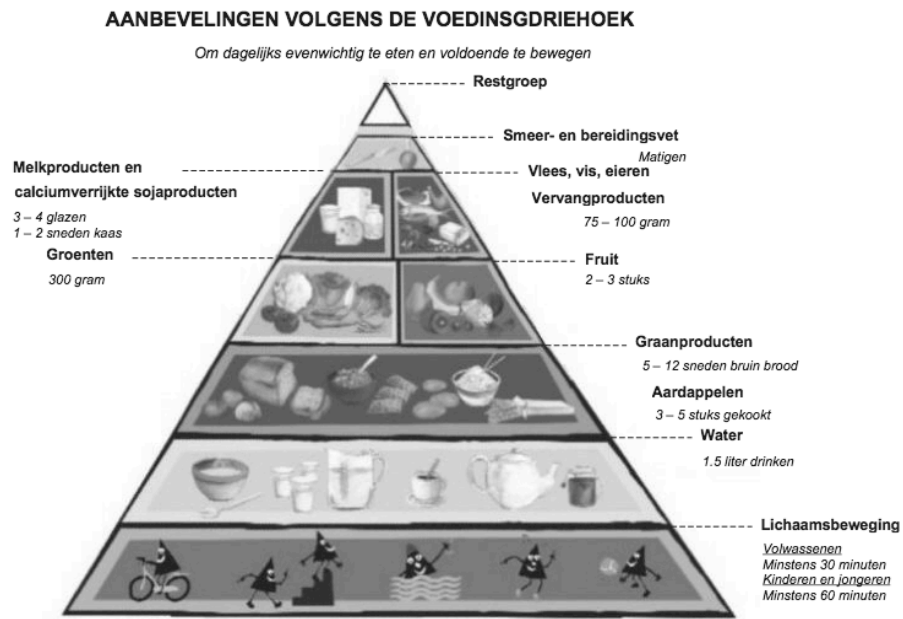 AANBEVELINGEN VOLGENS DE VOEDINSGDRIEHOEK
Om dagelijks evenwichtig te eten en voldoende te bewegen
Restgroep
Smeer- en bereidingsvet
Matigen
Melkproducten en
calciumverrijkte sojaproducten
3 – 4 glazen
1 – 2 sneden kaas
Vlees, vis, eieren
Vervangproducten
75 – 100 gram
Groenten
300 gram
Fruit
2 – 3 stuks
Graanproducten
5 – 12 sneden bruin brood
Aardappelen
3 – 5 stuks gekookt
Water
1.5 liter drinken
Lichaamsbeweging
Volwassenen
Minstens 30 minuten
Kinderen en jongeren
Minstens 60 minuten